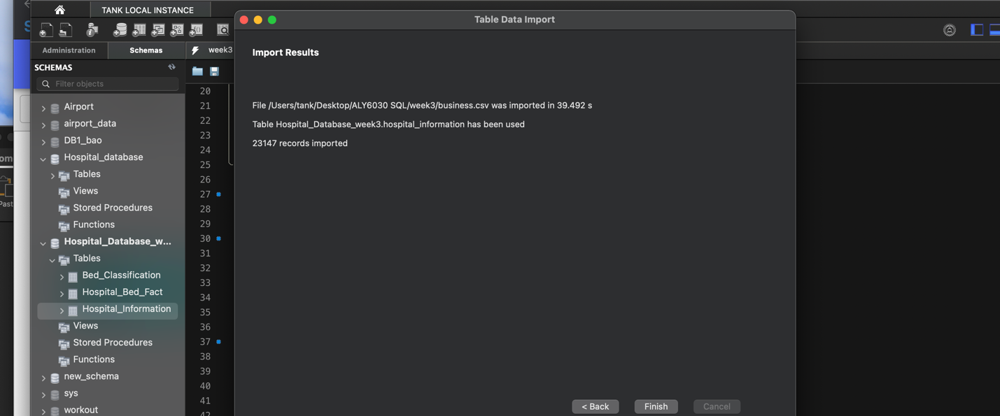 TANK LOCAL INSTANCE
Administration
Schemas
week3
SCHEMAS
Filter objects
Airport
airport_data
DB1_bao
Hospital_database
Tables
Views
Stored Procedures
Functions
Hospital_Database_w...
Tables
Bed_Classification
Hospital_Bed_Fact
Hospital_Information
Views
Stored Procedures
Functions
new_schema
sys
workout
20
21
22
23
24
25
26
27
28
29
30
31
32
33
34
35
36
37
38
39
40
41
42
Table Data Import
Import Results
File /Users/tank/Desktop/ALY6030 SQL/week3/business.csv was imported in 39.492 s
Table Hospital_Database_week3.hospital_information has been used
23147 records imported
< Back
Finish
Cancel